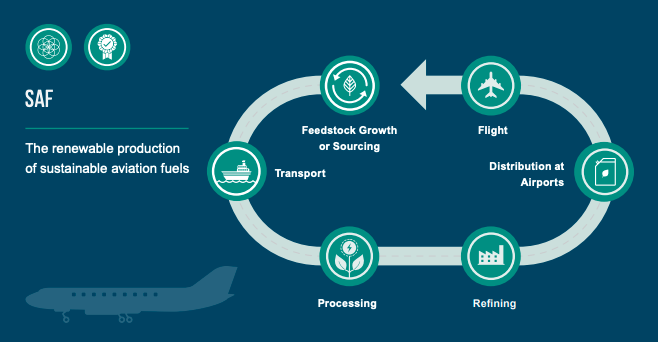 SAF
The renewable production
of sustainable aviation fuels
Feedstock Growth
or Sourcing
Flight
Transport
Distribution at
Airports
Processing
Refining